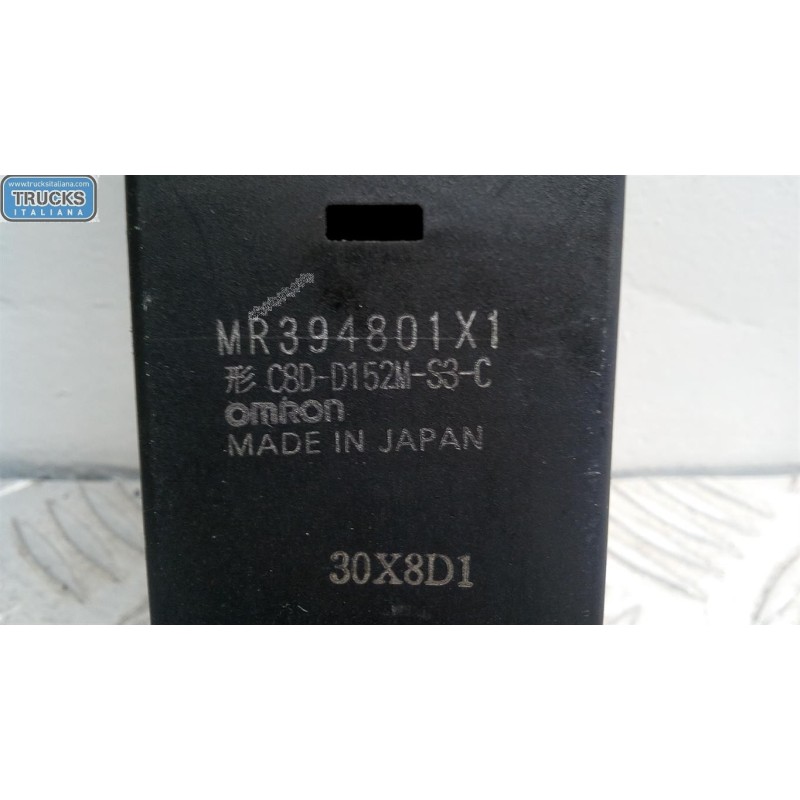 www.trucksitaliana.com
TRUCKS
ITALIANA
MR394801X1
形 C8D-D152M-S3-C
omron
MADE IN JAPAN
30X8D1